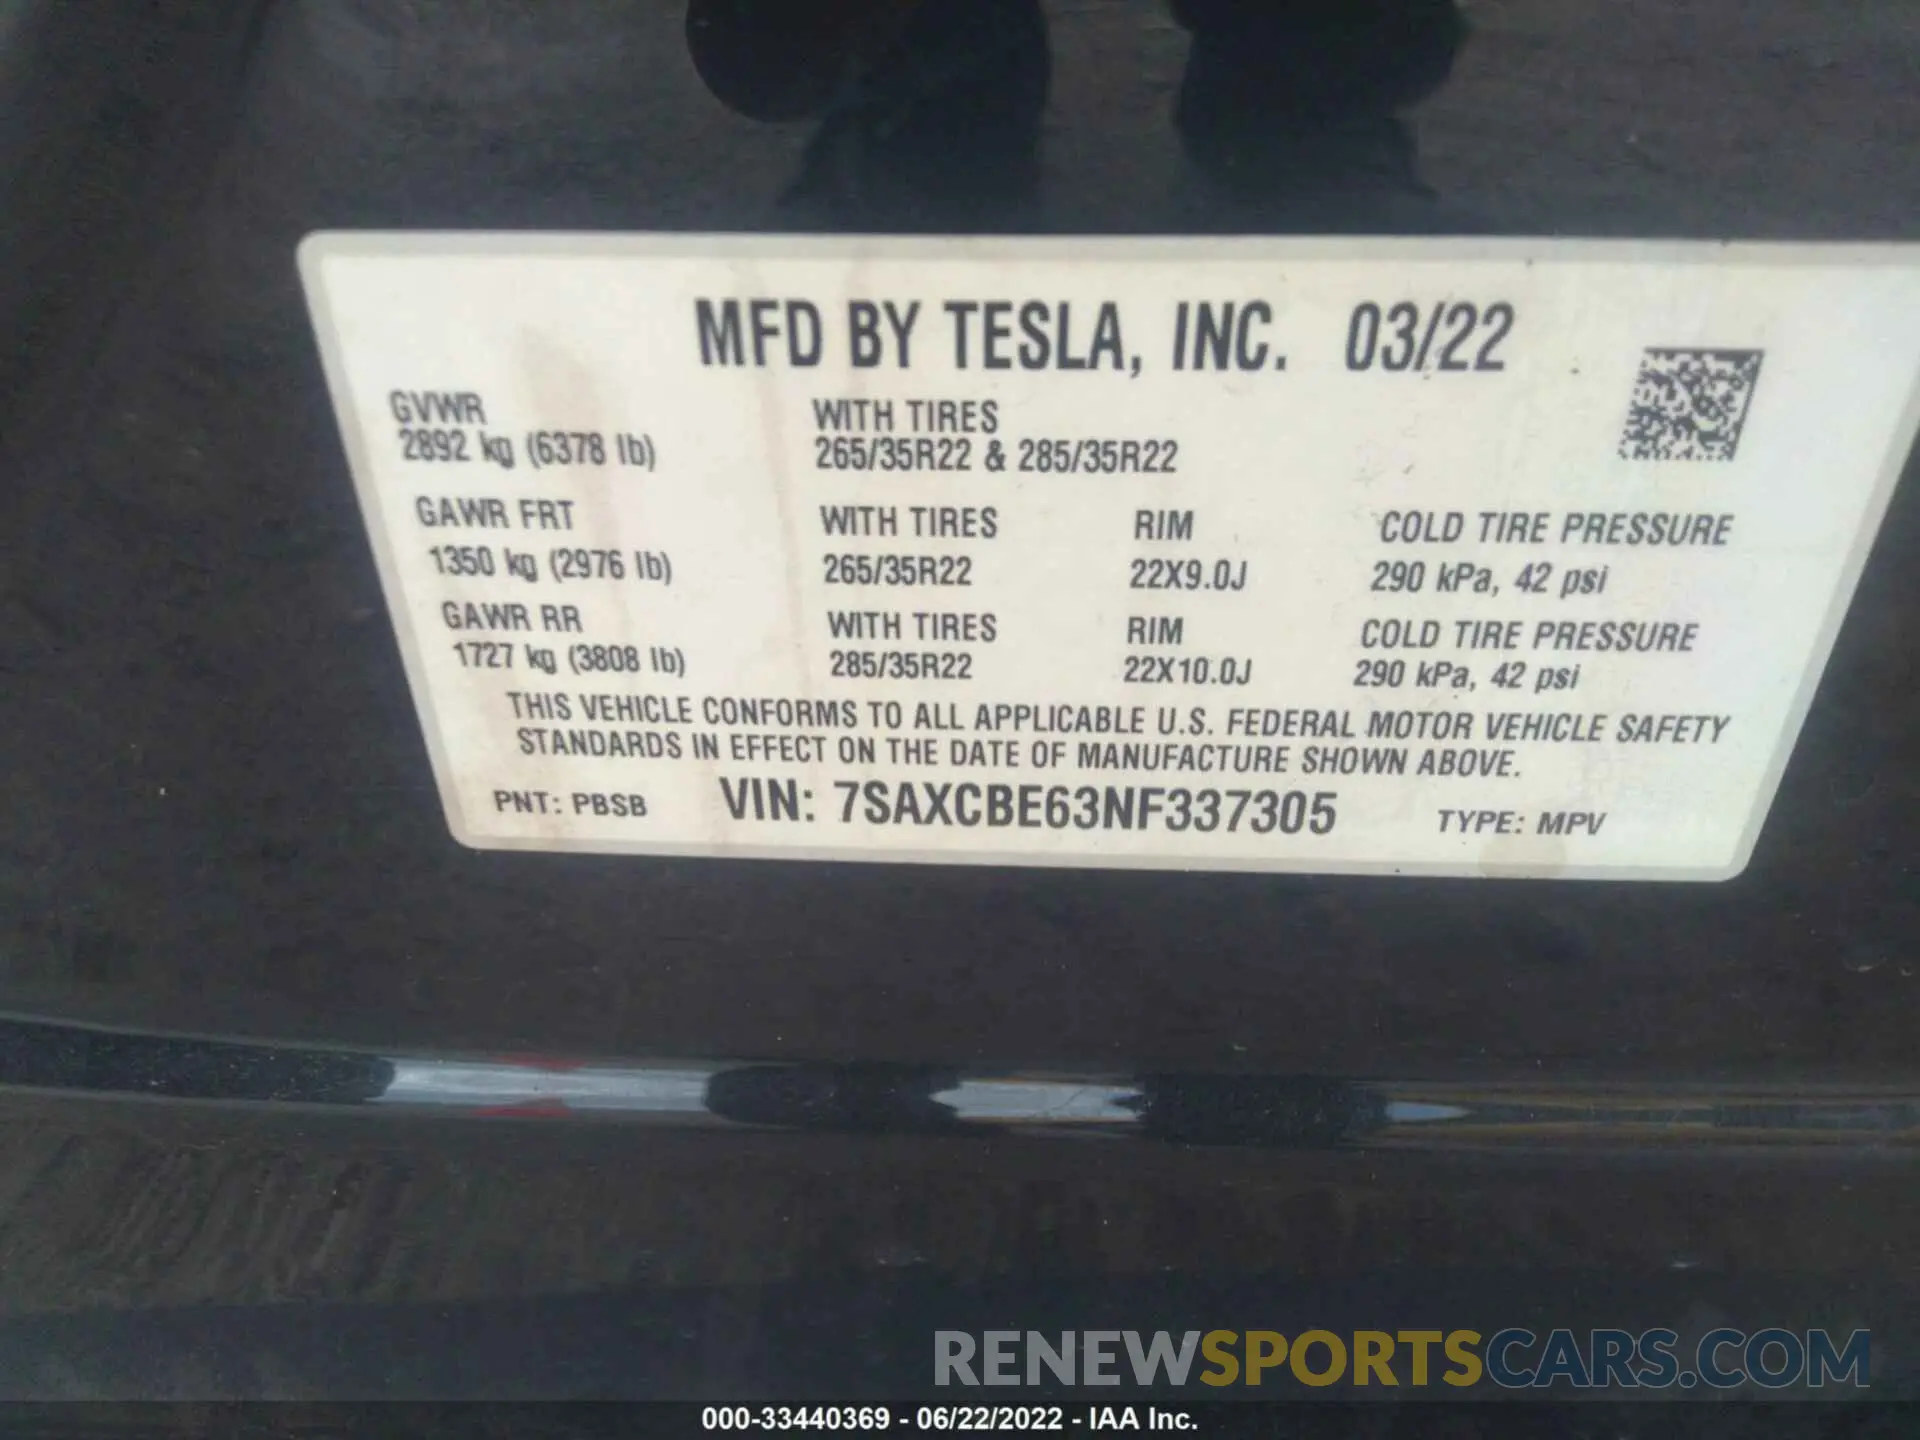 MFD BY TESLA, INC. 03/22
GVWR WITH TIRES
2892 kg (6378 lb) 265/35R22 & 285/35R22
GAWR FRT WITH TIRES RIM COLD TIRE PRESSURE
1350 kg (2976 lb) 265/35R22 22X9.0J 290 kPa, 42 psi
GAWR RR WITH TIRES RIM COLD TIRE PRESSURE
1727 kg (3808 lb) 285/35R22 22X10.0J 290 kPa, 42 psi
THIS VEHICLE CONFORMS TO ALL APPLICABLE U.S. FEDERAL MOTOR VEHICLE SAFETY
STANDARDS IN EFFECT ON THE DATE OF MANUFACTURE SHOWN ABOVE.
PNT: PBSB VIN: 7SAXCBE63NF337305 TYPE: MPV
RENEWSPORTSCARS.COM
000-33440369 - 06/22/2022 - IAA Inc.